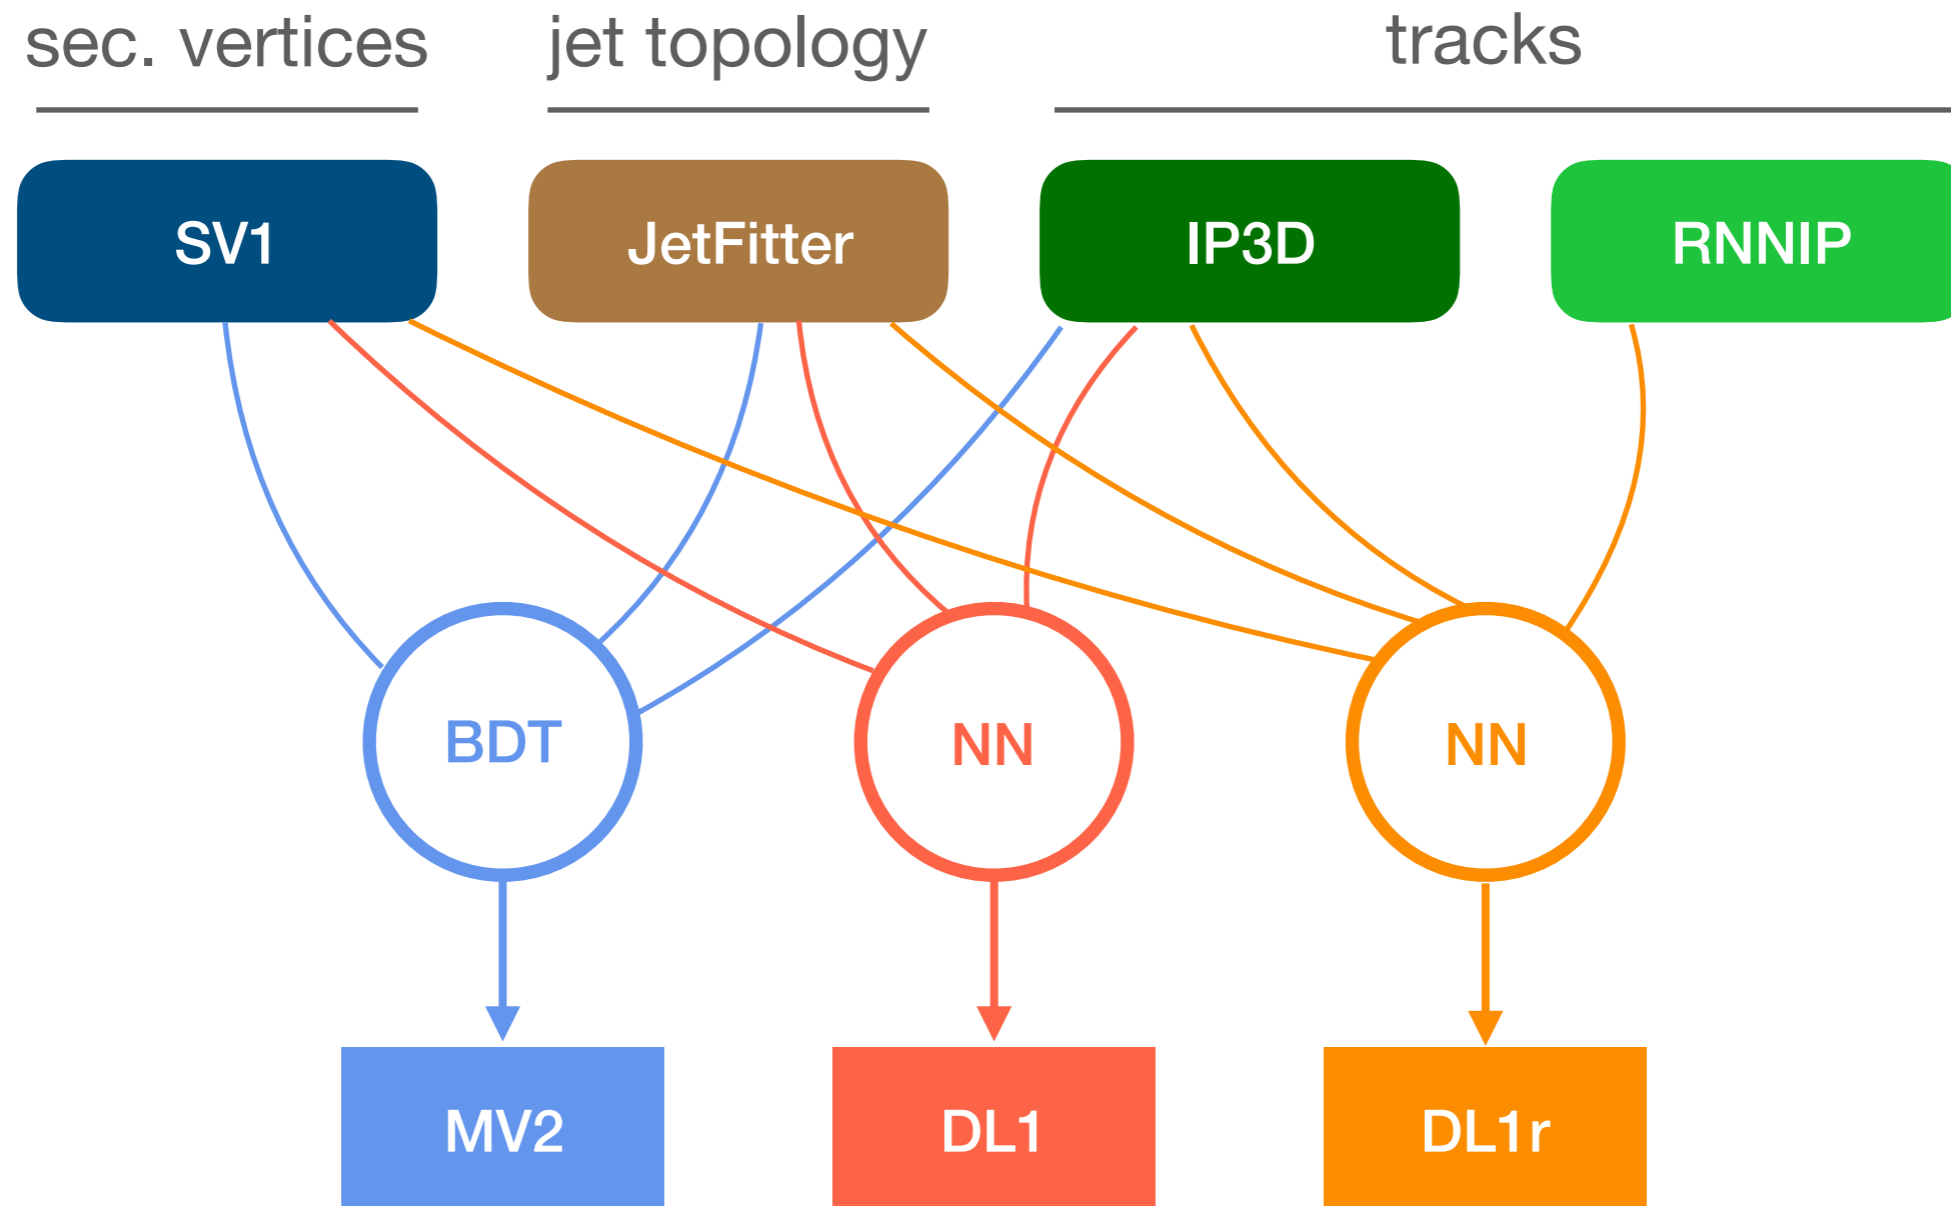 sec. vertices
jet topology
tracks
SV1
JetFitter
IP3D
RNNIP
BDT
NN
NN
MV2
DL1
DL1r